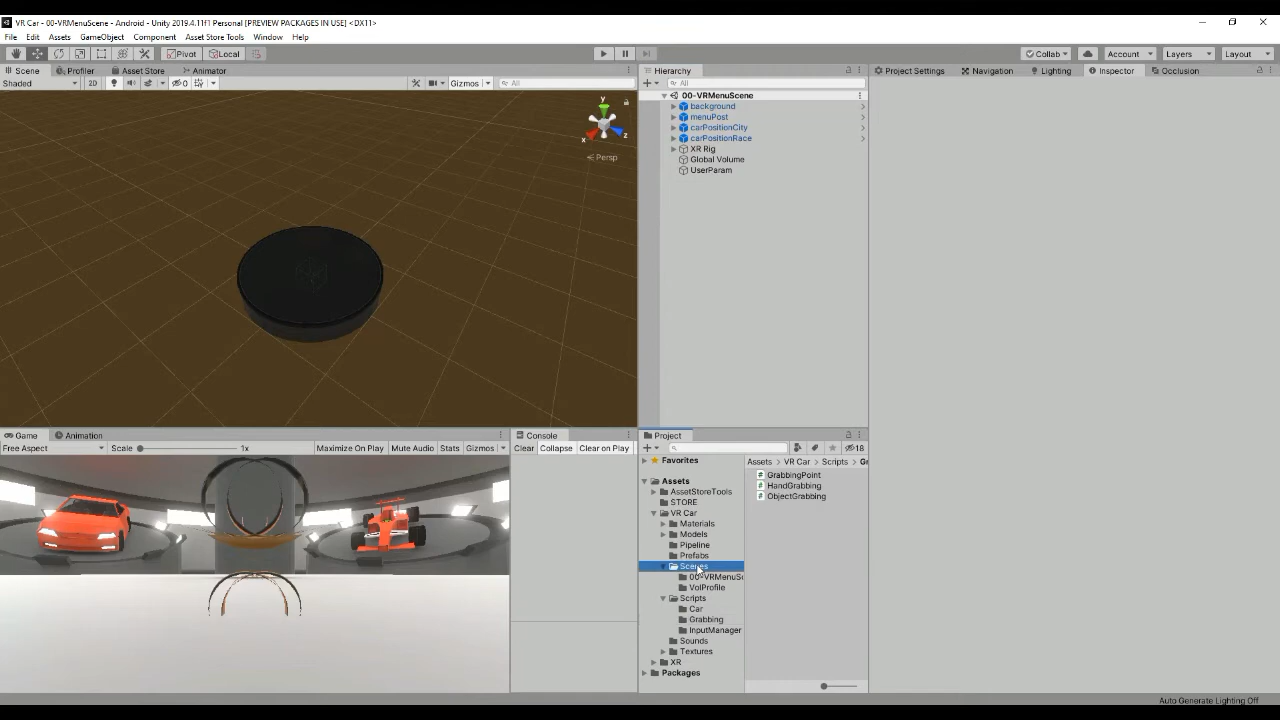 VR Car - 00-VRMenuScene - Android - Unity 2019.4.11f1 Personal [PREVIEW PACKAGES IN USE] <DX11>
File Edit Assets GameObject Component Asset Store Tools Window Help
Pivot Local Collab Account Layers Layout
Scene Profiler Asset Store Animator
Shaded 2D 0 Gizmos All
y
x
z
Persp
Hierarchy
All
00-VRMenuScene
background
menuPost
carPositionCity
carPositionRace
XR Rig
Global Volume
UserParam
Project Settings Navigation Lighting Inspector Occlusion
Game Animation
Free Aspect Scale 1x Maximize On Play Mute Audio Stats Gizmos
Console
Clear Collapse Clear on Play
Project
18
Favorites
Assets
AssetStoreTools
STORE
VR Car
Materials
Models
Pipeline
Prefabs
Scenes
00-VRMenuSc
VolProfile
Scripts
Car
Grabbing
InputManager
Sounds
Textures
XR
Packages
Assets > VR Car > Scripts > Gr
GrabbingPoint
HandGrabbing
ObjectGrabbing
Auto Generate Lighting Off